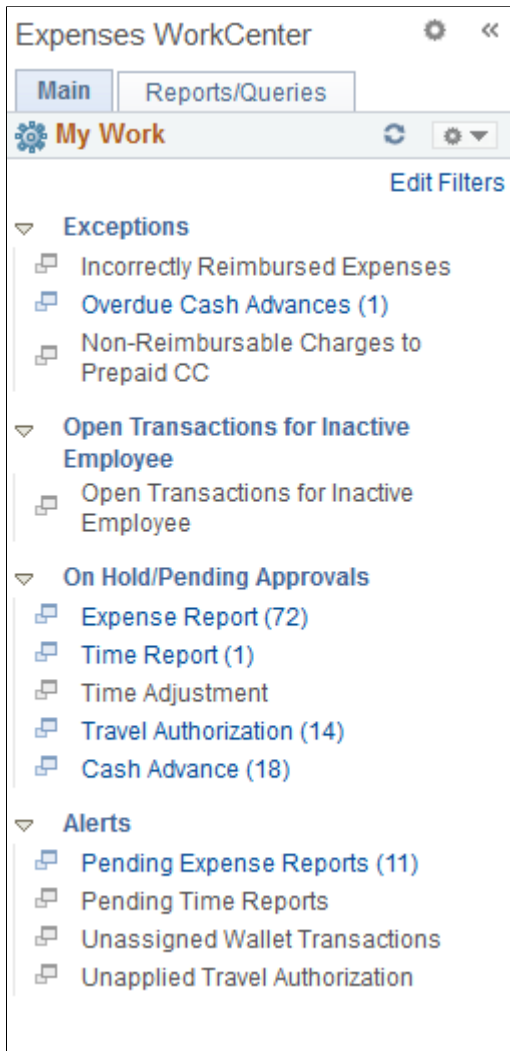 Expenses WorkCenter
Main
Reports/Queries
My Work
Edit Filters
Exceptions
Incorrectly Reimbursed Expenses
Overdue Cash Advances (1)
Non-Reimbursable Charges to
Prepaid CC
Open Transactions for Inactive
Employee
Open Transactions for Inactive
Employee
On Hold/Pending Approvals
Expense Report (72)
Time Report (1)
Time Adjustment
Travel Authorization (14)
Cash Advance (18)
Alerts
Pending Expense Reports (11)
Pending Time Reports
Unassigned Wallet Transactions
Unapplied Travel Authorization